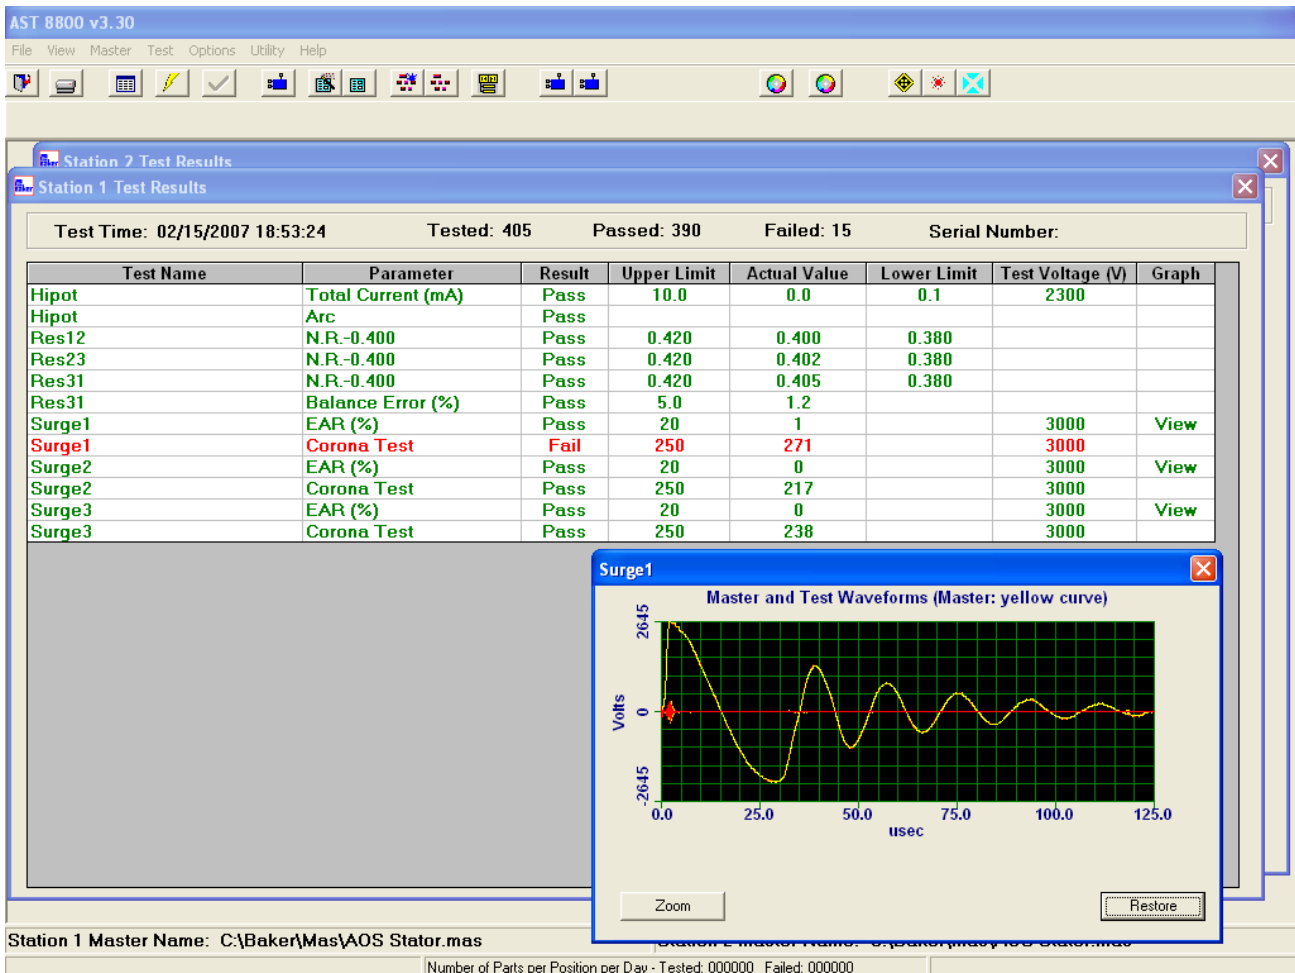 AST 8800 v3.30
File View Master Test Options Utility Help
Station 2 Test Results
Station 1 Test Results
Test Time: 02/15/2007 18:53:24 Tested: 405 Passed: 390 Failed: 15 Serial Number:
Test Name Parameter Result Upper Limit Actual Value Lower Limit Test Voltage (V) Graph
Hipot Total Current (mA) Pass 10.0 0.0 0.1 2300
Hipot Arc Pass
Res12 N.R.-0.400 Pass 0.420 0.400 0.380
Res23 N.R.-0.400 Pass 0.420 0.402 0.380
Res31 N.R.-0.400 Pass 0.420 0.405 0.380
Res31 Balance Error (%) Pass 5.0 1.2
Surge1 EAR (%) Pass 20 1 3000 View
Surge1 Corona Test Fail 250 271 3000
Surge2 EAR (%) Pass 20 0 3000 View
Surge2 Corona Test Pass 250 217 3000
Surge3 EAR (%) Pass 20 0 3000 View
Surge3 Corona Test Pass 250 238 3000
Surge1
Master and Test Waveforms (Master: yellow curve)
2645
0
-2645
Volts
0.0 25.0 50.0 75.0 100.0 125.0
usec
Zoom Restore
Station 1 Master Name: C:\Baker\Mas\AOS Stator.mas
Number of Parts per Position per Day - Tested: 000000 Failed: 000000